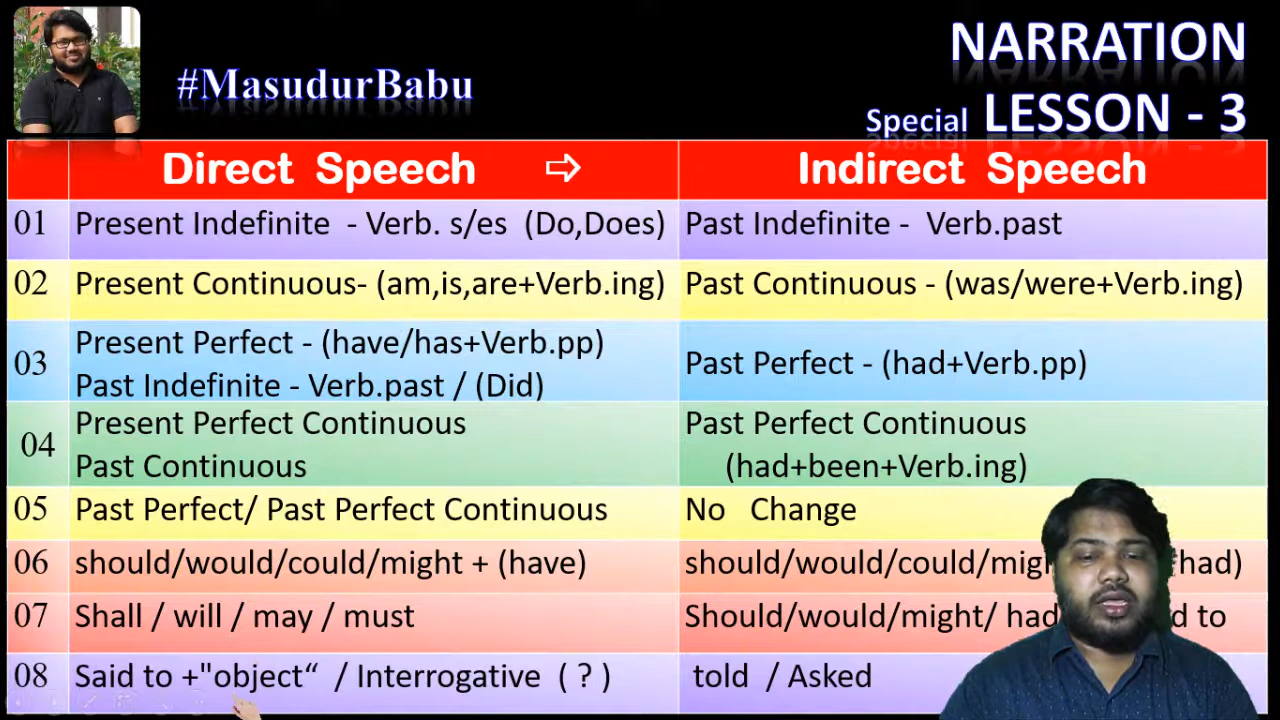 NARRATION
#MasudurBabu
Special LESSON - 3
Direct Speech ⇨ Indirect Speech
01 Present Indefinite - Verb. s/es (Do,Does) Past Indefinite - Verb.past
02 Present Continuous- (am,is,are+Verb.ing) Past Continuous - (was/were+Verb.ing)
03 Present Perfect - (have/has+Verb.pp)
Past Indefinite - Verb.past / (Did)
Past Perfect - (had+Verb.pp)
04 Present Perfect Continuous
Past Continuous
Past Perfect Continuous
(had+been+Verb.ing)
05 Past Perfect/ Past Perfect Continuous No Change
06 should/would/could/might + (have) should/would/could/ had)
07 Shall / will / may / must Should/would/might/ had to
08 Said to +"object“ / Interrogative ( ? ) told / Asked